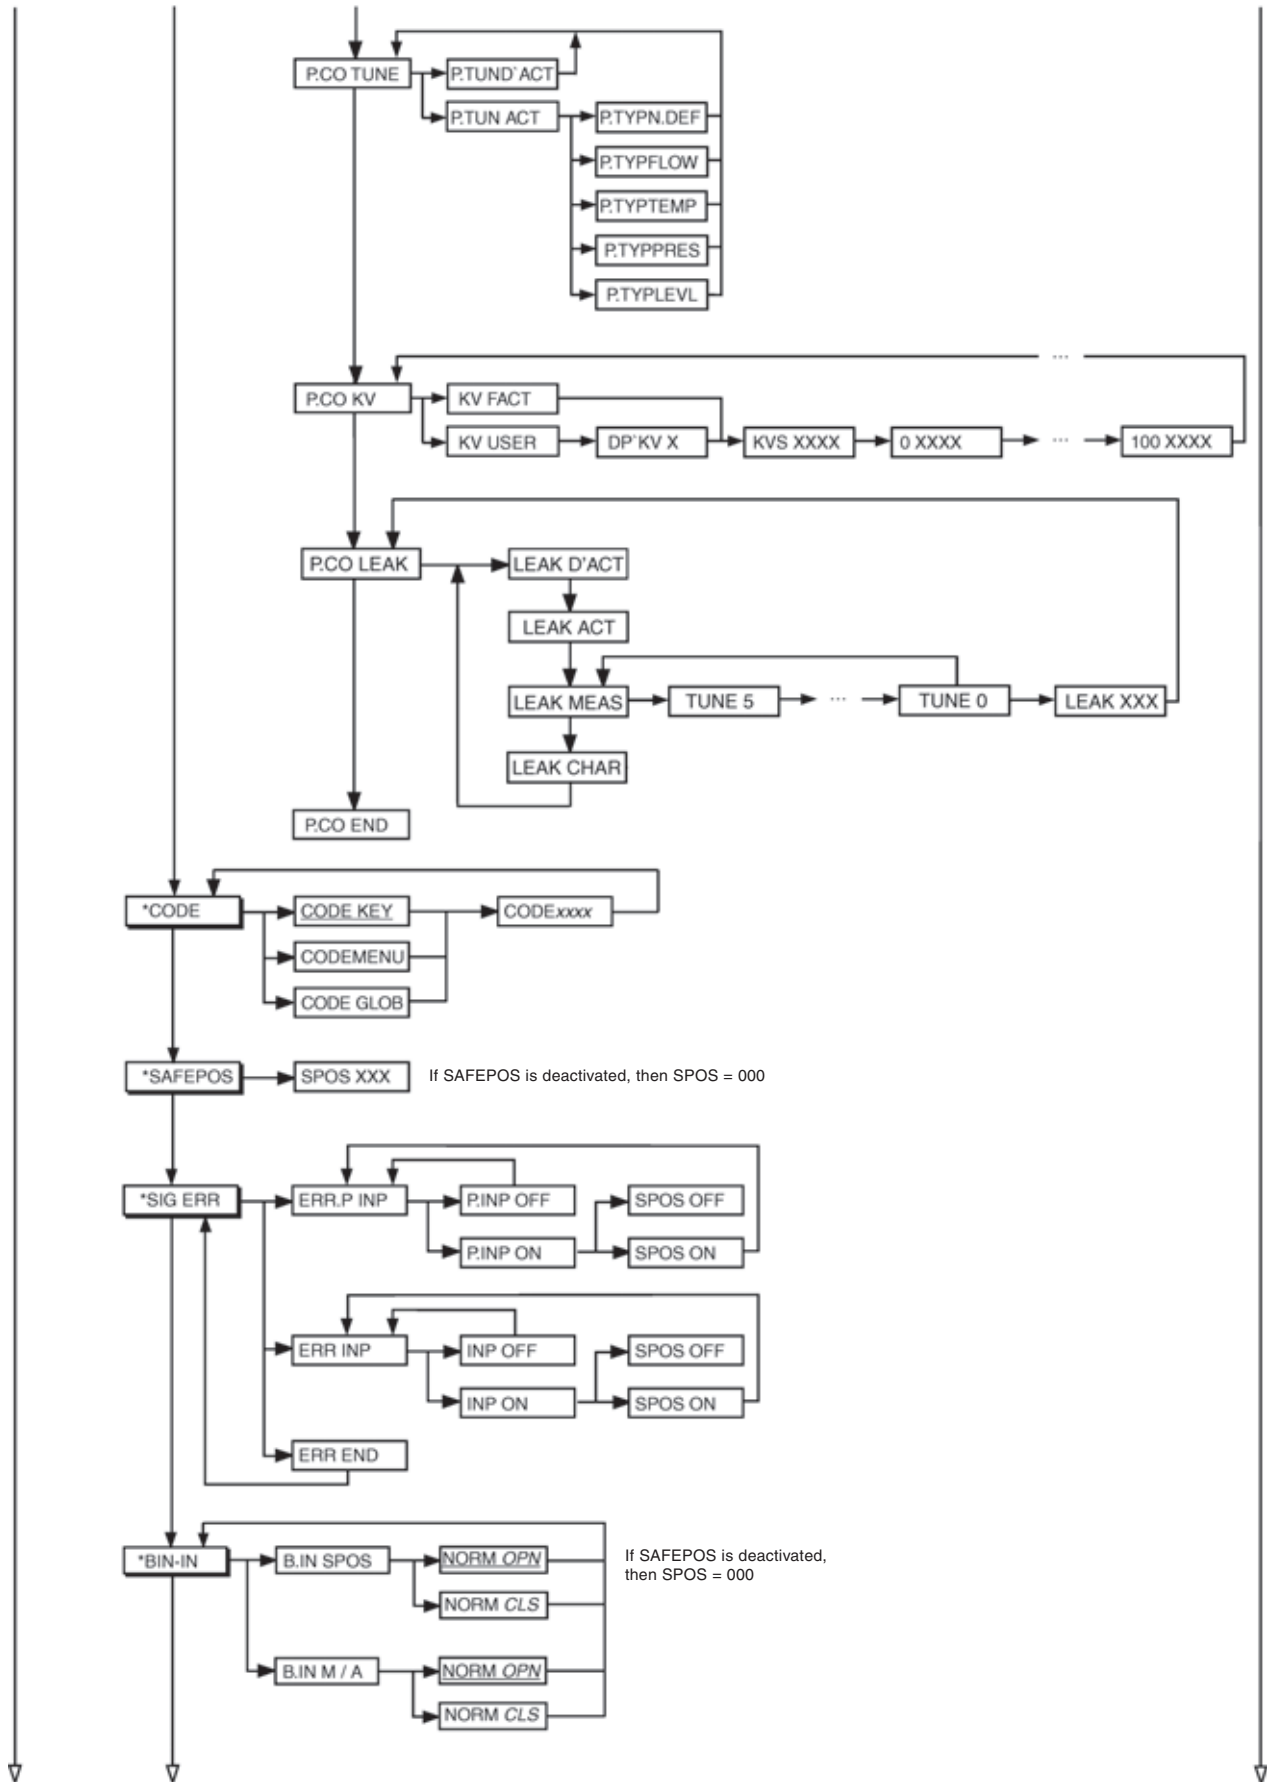 P.CO TUNE
P.TUND`ACT
P.TUN ACT
P.TYPN.DEF
P.TYPFLOW
P.TYPTEMP
P.TYPPRES
P.TYPLEVL
...
P.CO KV
KV FACT
KV USER
DP`KV X
KVS XXXX
0 XXXX
...
100 XXXX
P.CO LEAK
LEAK D'ACT
LEAK ACT
LEAK MEAS
TUNE 5
...
TUNE 0
LEAK XXX
LEAK CHAR
P.CO END
*CODE
CODE KEY
CODExxxx
CODEMENU
CODE GLOB
*SAFEPOS
SPOS XXX
If SAFEPOS is deactivated, then SPOS = 000
*SIG ERR
ERR.P INP
P.INP OFF
SPOS OFF
P.INP ON
SPOS ON
ERR INP
INP OFF
SPOS OFF
INP ON
SPOS ON
ERR END
*BIN-IN
B.IN SPOS
NORM OPN
If SAFEPOS is deactivated,
then SPOS = 000
NORM CLS
B.IN M / A
NORM OPN
NORM CLS